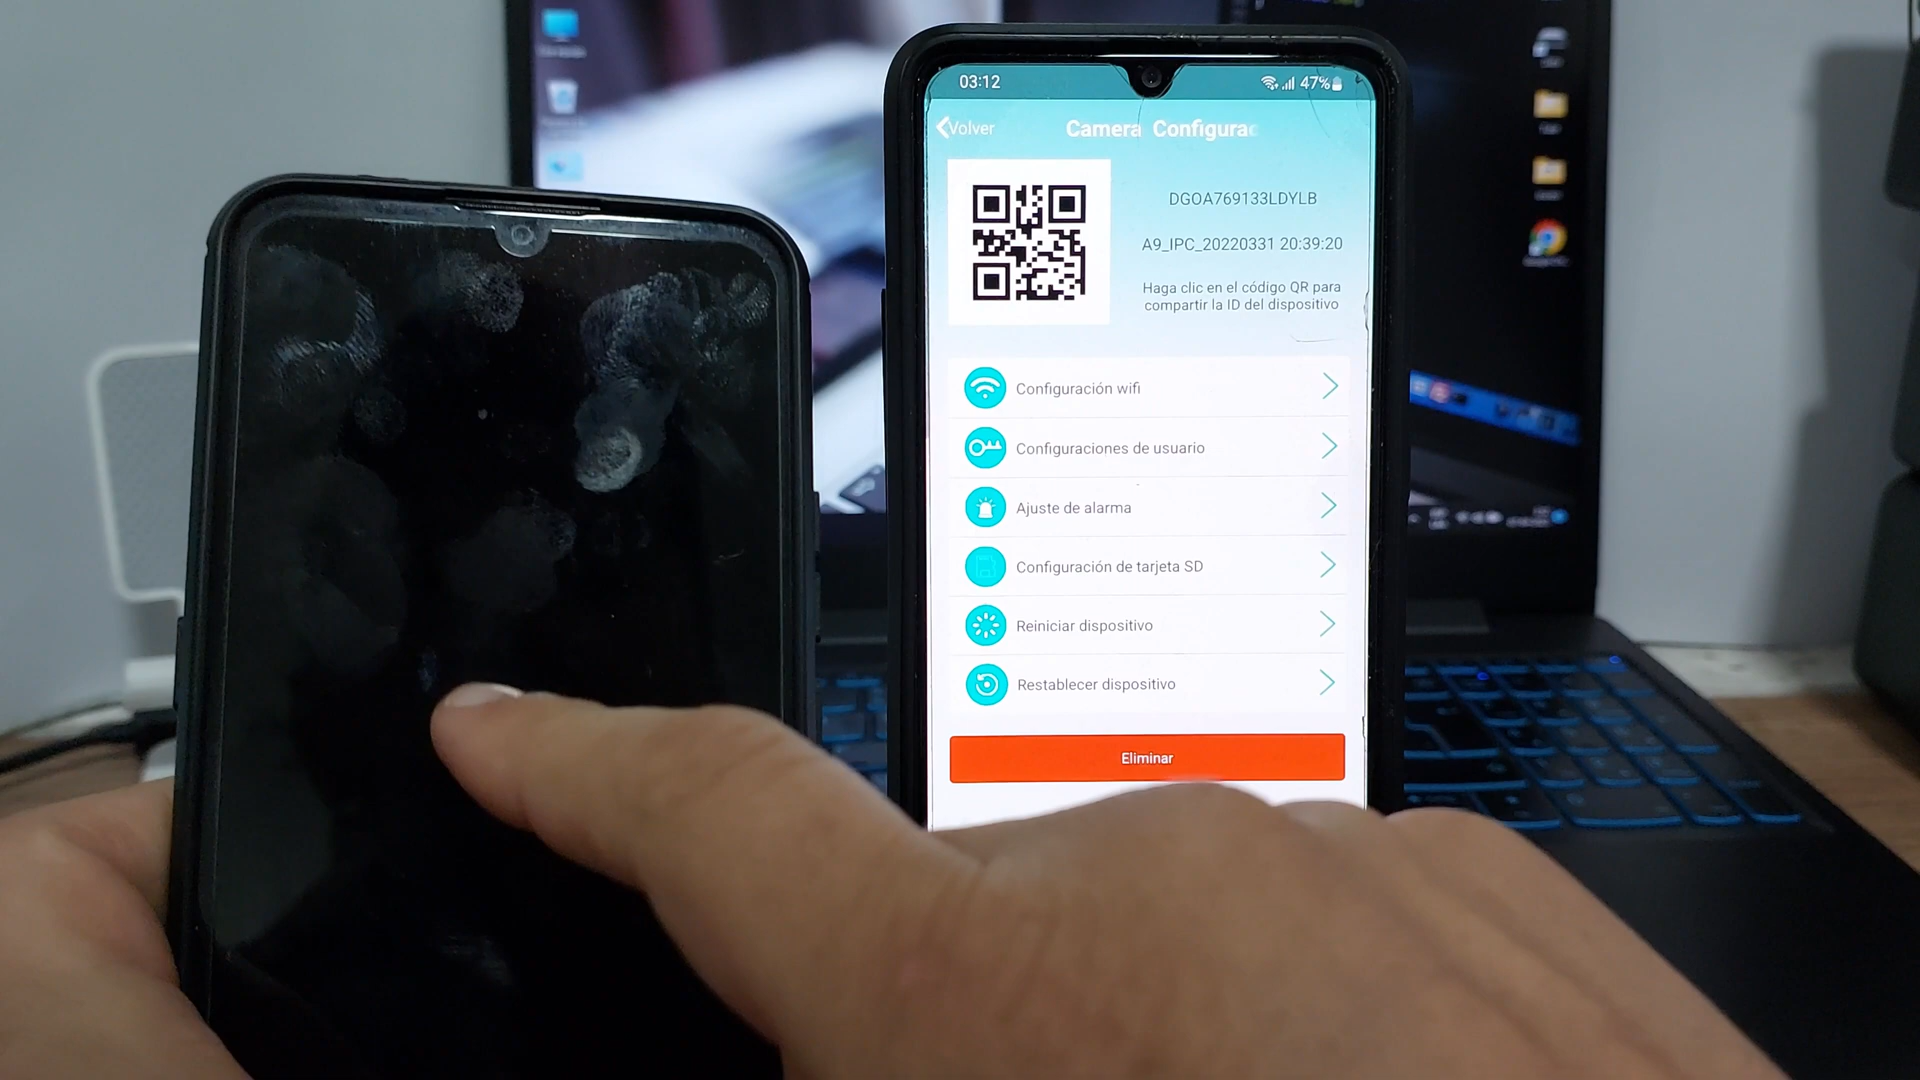 03:12
47%
Volver
Camera Configurac
DGOA769133LDYLB
A9_IPC_20220331 20:39:20
Haga clic en el código QR para
compartir la ID del dispositivo
Configuración wifi
Configuraciones de usuario
Ajuste de alarma
Configuración de tarjeta SD
Reiniciar dispositivo
Restablecer dispositivo
Eliminar